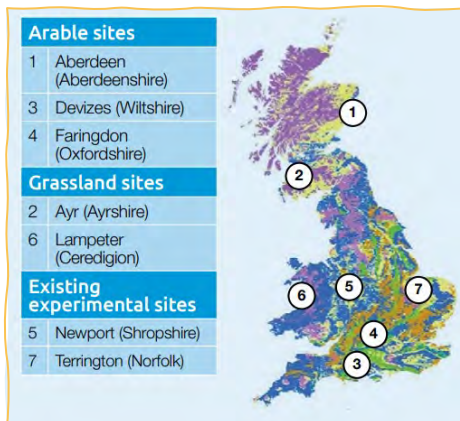 Arable sites
1 Aberdeen
(Aberdeenshire)
3 Devizes (Wiltshire)
4 Faringdon
(Oxfordshire)
Grassland sites
2 Ayr (Ayrshire)
6 Lampeter
(Ceredigion)
Existing
experimental sites
5 Newport (Shropshire)
7 Terrington (Norfolk)
1
2
5
6
7
4
3